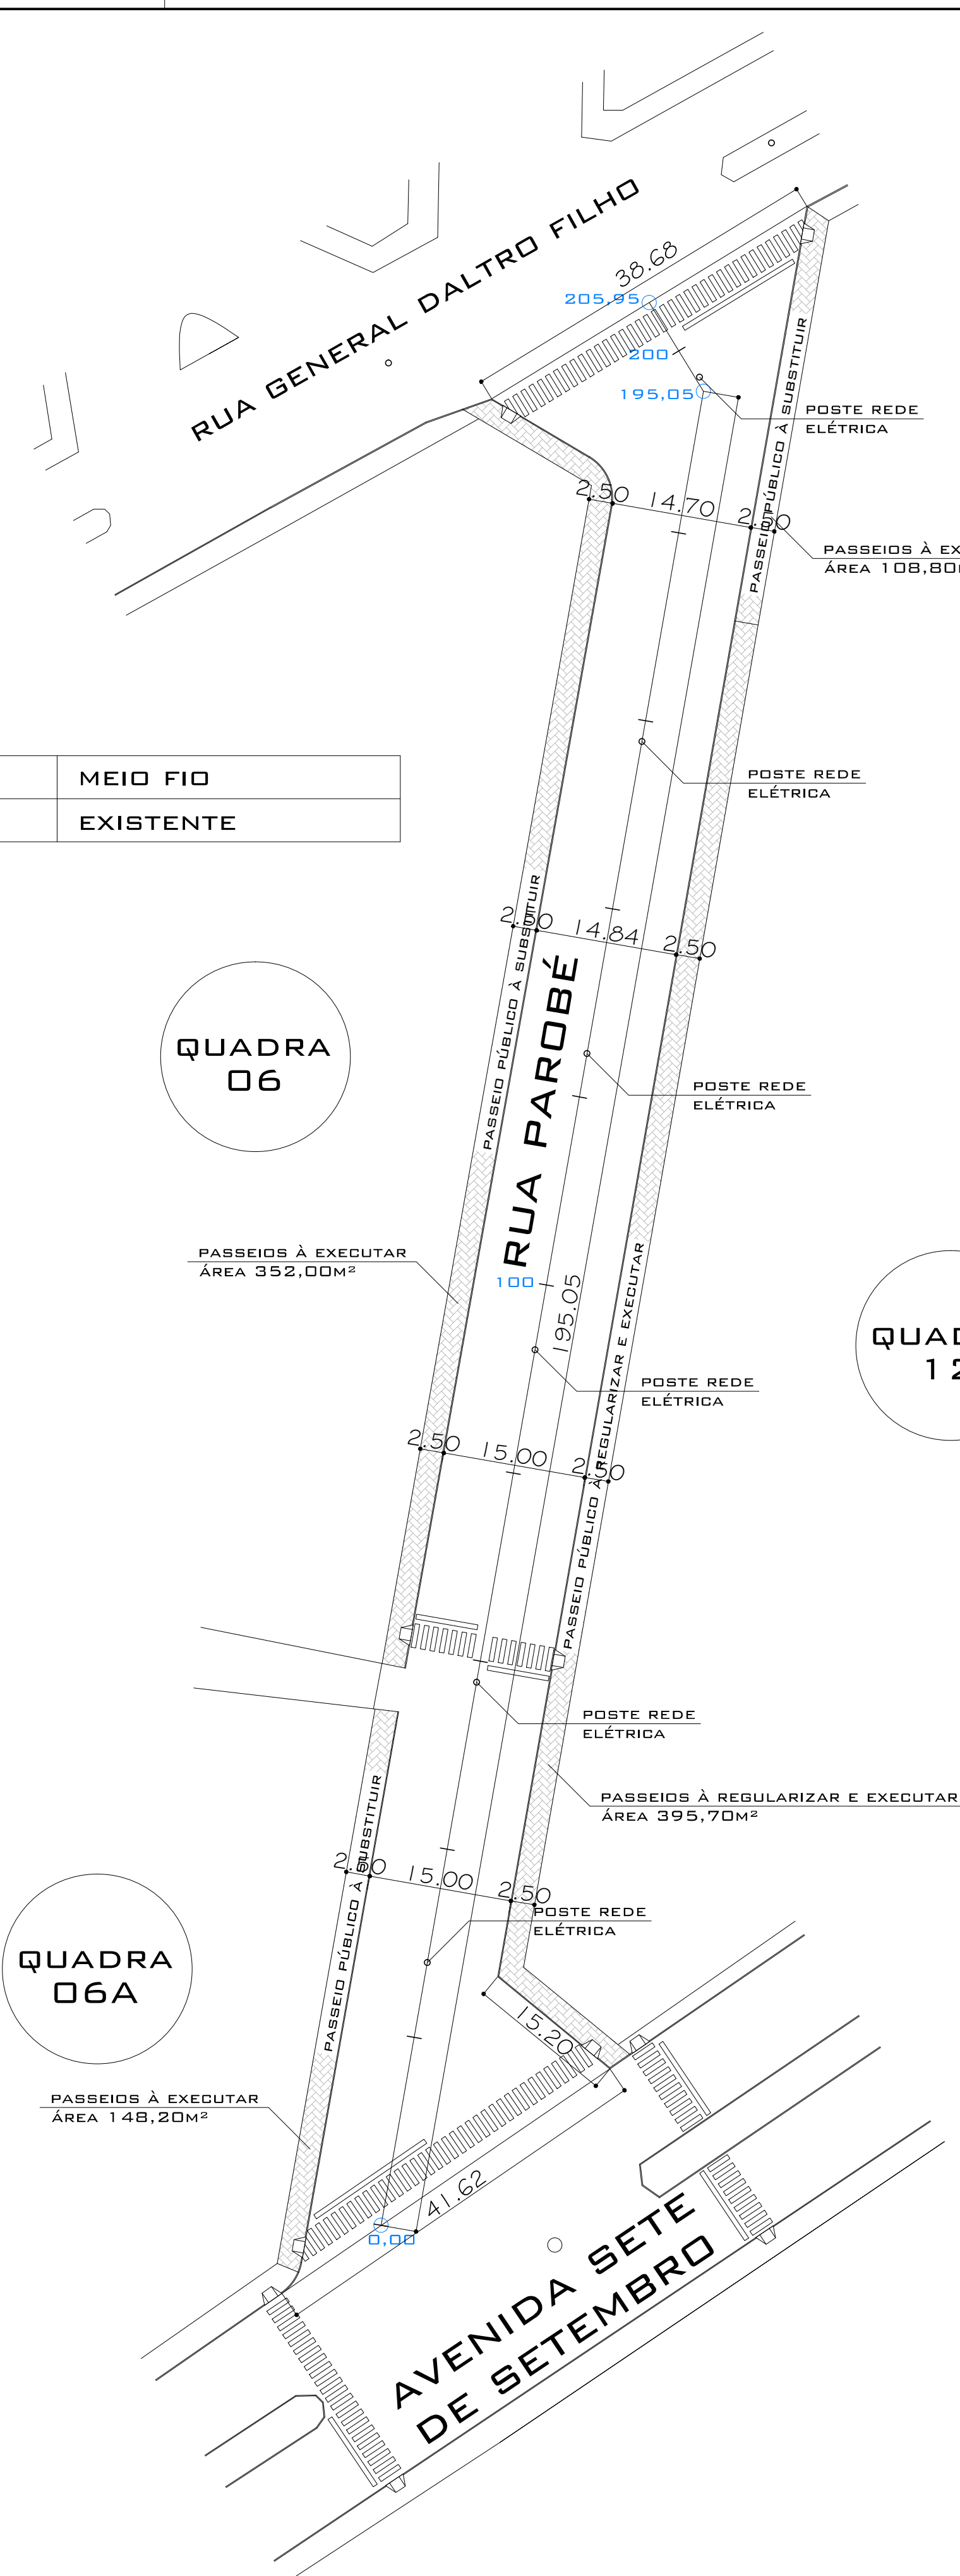 RUA GENERAL DALTRO FILHO
38.68
205,95
200
195,05
POSTE REDE
ELÉTRICA
PASSEIO PÚBLICO À SUBSTITUIR
2.50
14.70
2.50
PASSEIOS À EX
ÁREA 108,80
MEIO FIO
EXISTENTE
POSTE REDE
ELÉTRICA
2.50
14.84
2.50
PASSEIO PÚBLICO À SUBSTITUIR
RUA PAROBÉ
QUADRA
06
POSTE REDE
ELÉTRICA
PASSEIOS À EXECUTAR
ÁREA 352,00M²
100
195.05
PASSEIO PÚBLICO À REGULARIZAR E EXECUTAR
POSTE REDE
ELÉTRICA
2.50
15.00
2.50
POSTE REDE
ELÉTRICA
PASSEIOS À REGULARIZAR E EXECUTAR
ÁREA 395,70M²
PASSEIO PÚBLICO À SUBSTITUIR
2.50
15.00
2.50
POSTE REDE
ELÉTRICA
QUADRA
06A
15.20
PASSEIOS À EXECUTAR
ÁREA 148,20M²
41.62
0,00
AVENIDA SETE
DE SETEMBRO